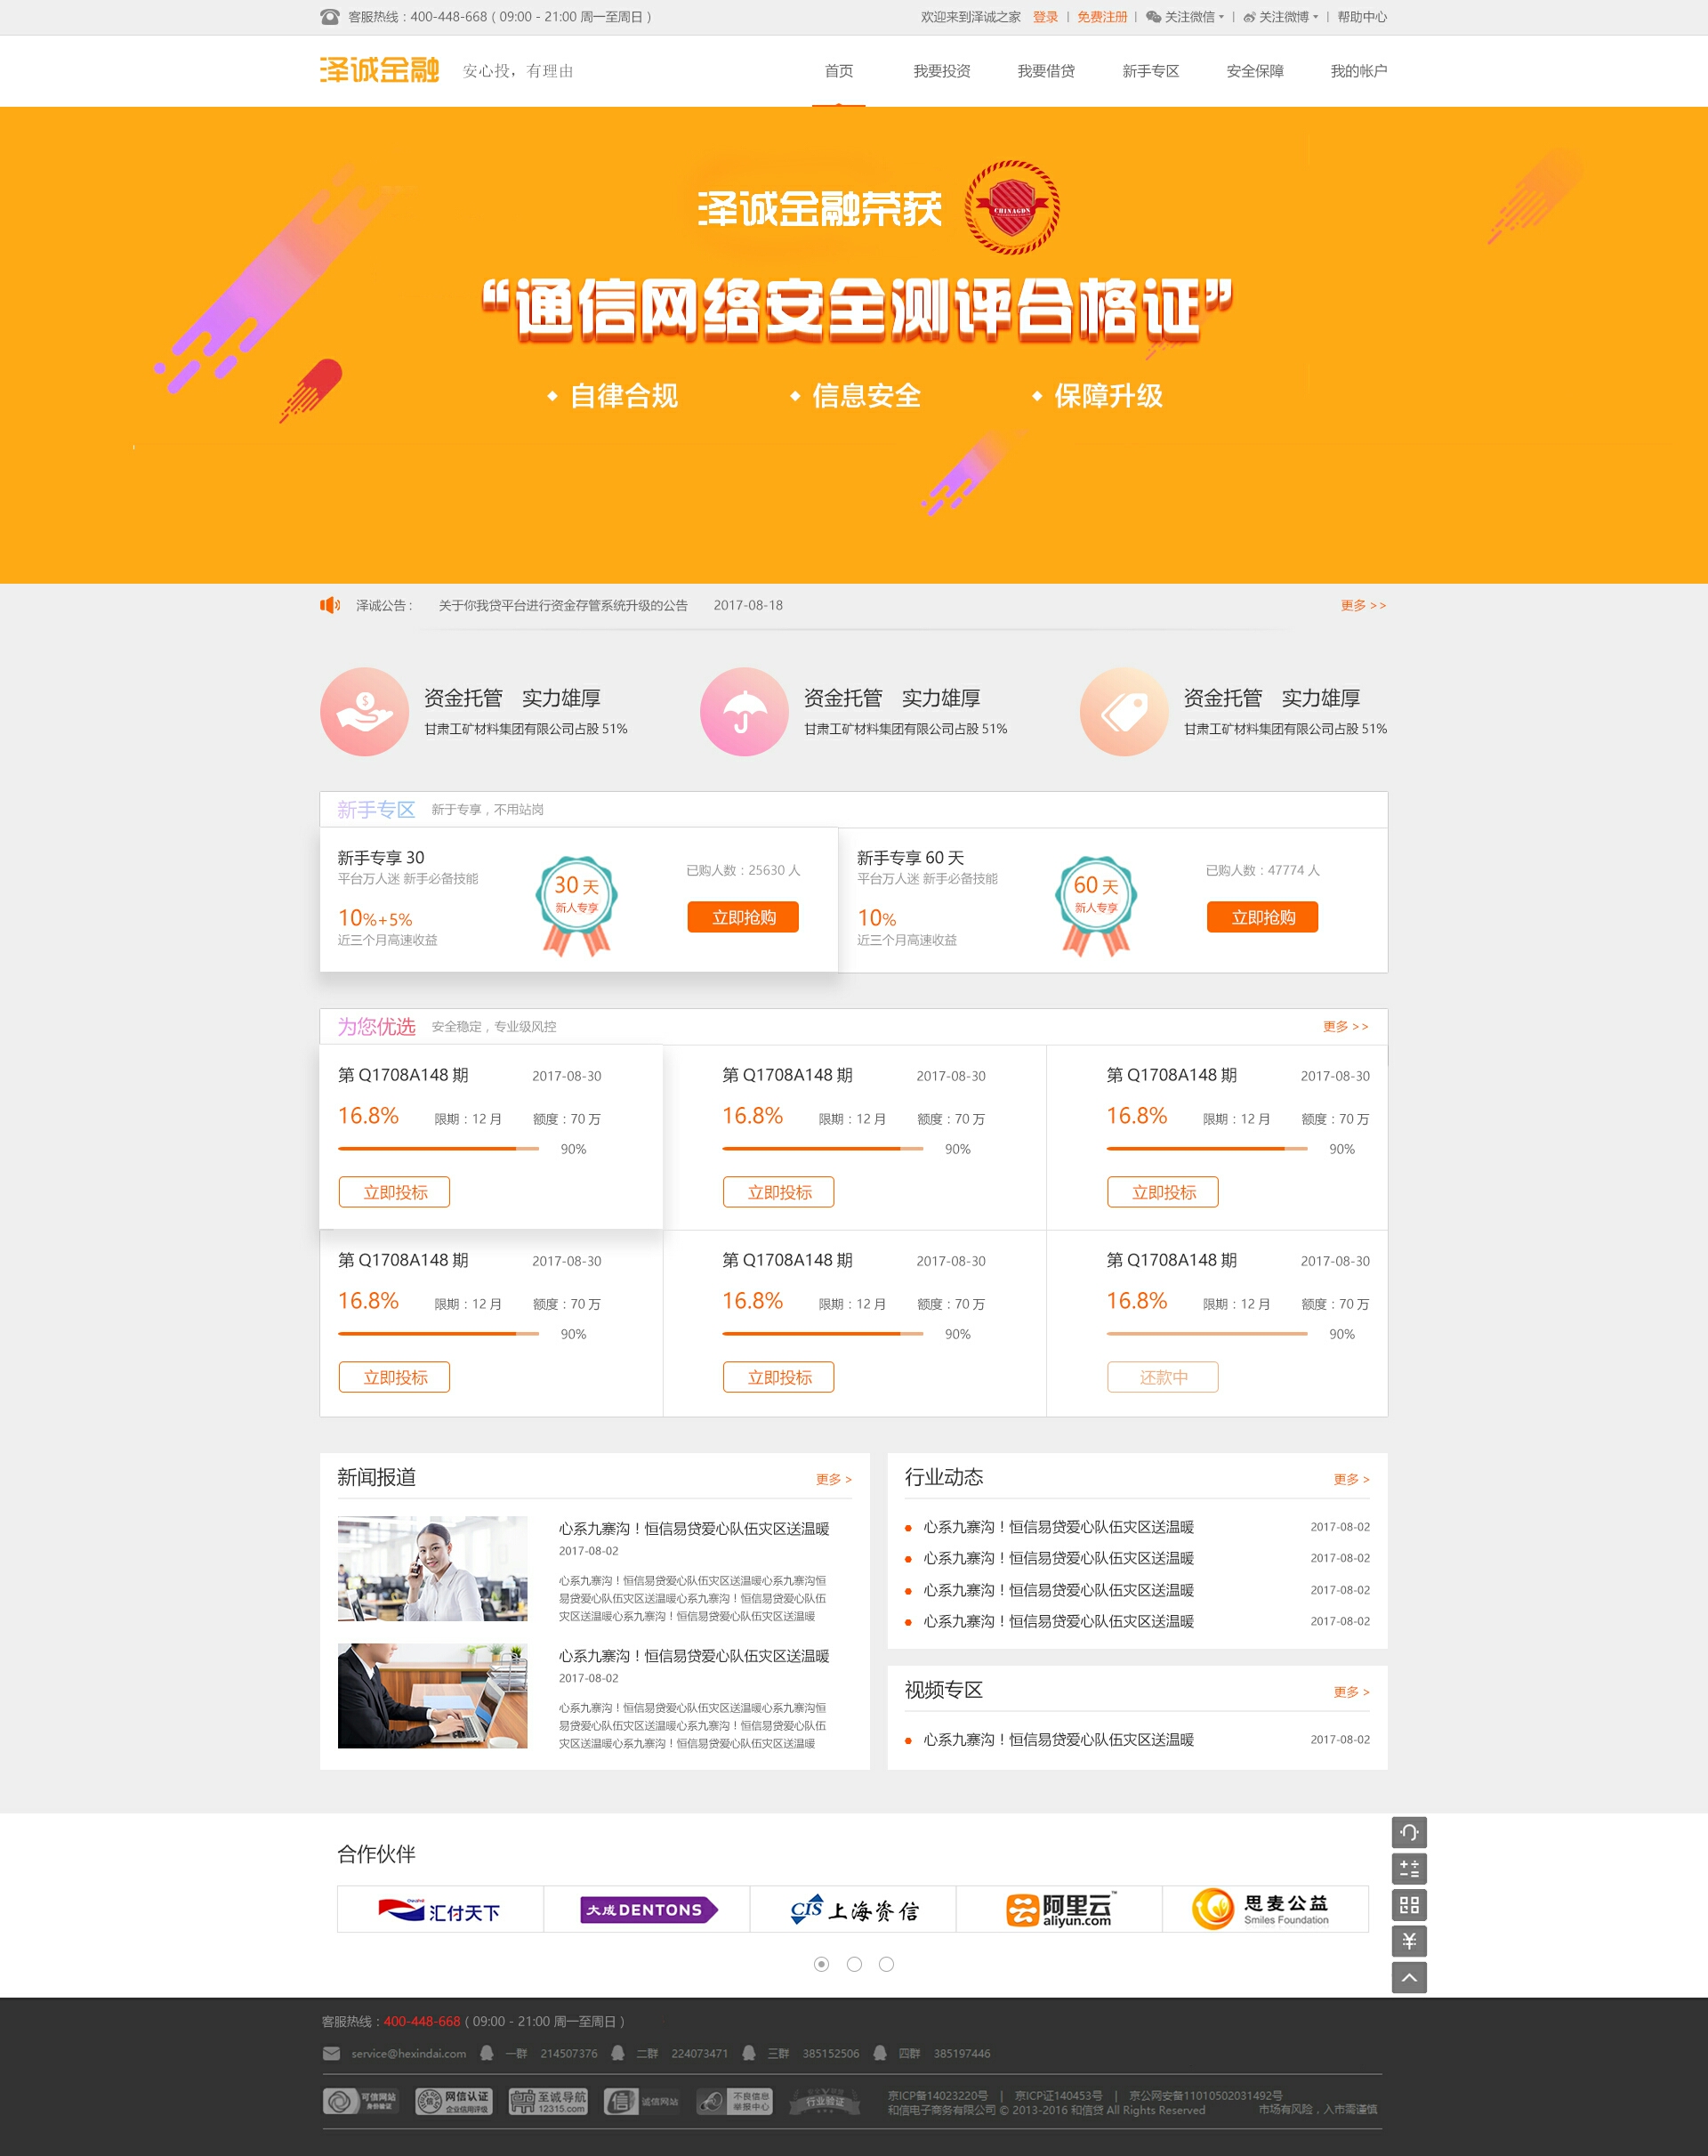 客服热线：400-448-668 ( 09:00 - 21:00 周一至周日 )
欢迎来到泽诚之家 登录 | 免费注册 | 关注微信 | 关注微博 | 帮助中心
泽诚金融 安心投，有理由
首页 我要投资 我要借贷 新手专区 安全保障 我的帐户
泽诚金融荣获
CHINAGDN
“通信网络安全测评合格证”
自律合规 信息安全 保障升级
泽诚公告： 关于你我贷平台进行资金存管系统升级的公告 2017-08-18 更多 >>
资金托管 实力雄厚
甘肃工矿材料集团有限公司占股 51%
资金托管 实力雄厚
甘肃工矿材料集团有限公司占股 51%
资金托管 实力雄厚
甘肃工矿材料集团有限公司占股 51%
新手专区 新于专享，不用站岗
新手专享 30
平台万人迷 新手必备技能
10%+5%
近三个月高速收益
30 天
新人专享
已购人数：25630 人
立即抢购
新手专享 60 天
平台万人迷 新手必备技能
10%
近三个月高速收益
60 天
新人专享
已购人数：47774 人
立即抢购
为您优选 安全稳定，专业级风控 更多 >>
第 Q1708A148 期 2017-08-30
16.8% 限期：12 月 额度：70 万
90%
立即投标
第 Q1708A148 期 2017-08-30
16.8% 限期：12 月 额度：70 万
90%
立即投标
第 Q1708A148 期 2017-08-30
16.8% 限期：12 月 额度：70 万
90%
立即投标
第 Q1708A148 期 2017-08-30
16.8% 限期：12 月 额度：70 万
90%
立即投标
第 Q1708A148 期 2017-08-30
16.8% 限期：12 月 额度：70 万
90%
立即投标
第 Q1708A148 期 2017-08-30
16.8% 限期：12 月 额度：70 万
90%
还款中
新闻报道 更多 >
心系九寨沟！恒信易贷爱心队伍灾区送温暖
2017-08-02
心系九寨沟！恒信易贷爱心队伍灾区送温暖心系九寨沟恒
易贷爱心队伍灾区送温暖心系九寨沟！恒信易贷爱心队伍
灾区送温暖心系九寨沟！恒信易贷爱心队伍灾区送温暖
心系九寨沟！恒信易贷爱心队伍灾区送温暖
2017-08-02
心系九寨沟！恒信易贷爱心队伍灾区送温暖心系九寨沟恒
易贷爱心队伍灾区送温暖心系九寨沟！恒信易贷爱心队伍
灾区送温暖心系九寨沟！恒信易贷爱心队伍灾区送温暖
行业动态 更多 >
心系九寨沟！恒信易贷爱心队伍灾区送温暖 2017-08-02
心系九寨沟！恒信易贷爱心队伍灾区送温暖 2017-08-02
心系九寨沟！恒信易贷爱心队伍灾区送温暖 2017-08-02
心系九寨沟！恒信易贷爱心队伍灾区送温暖 2017-08-02
视频专区 更多 >
心系九寨沟！恒信易贷爱心队伍灾区送温暖 2017-08-02
合作伙伴
汇付天下
大成DENTONS
CIS 上海资信
阿里云™
aliyun.com
思麦公益
Smiles Foundation
客服热线：400-448-668 ( 09:00 - 21:00 周一至周日 )
service@hexindai.com 一群 214507376 二群 224073471 三群 385152506 四群 385197446
可信网站
身份验证
网信认证
企业信用评级
至诚导航
12315.com
信 诚信网站
不良信息
举报中心
行业验证
京ICP备14023220号 | 京ICP证140453号 | 京公网安备11010502031492号
和信电子商务有限公司 © 2013-2016 和信贷 All Rights Reserved 市场有风险，入市需谨慎